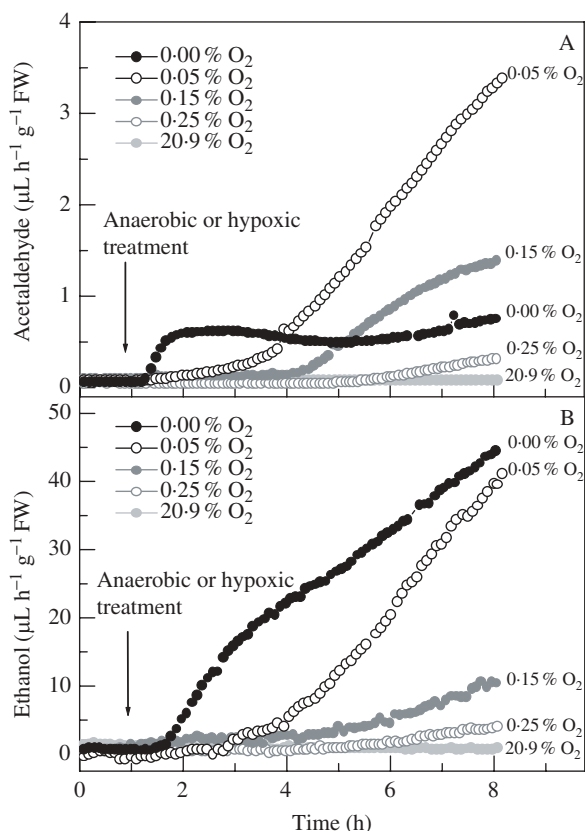 A
0·00 % O₂
0·05 % O₂
0·15 % O₂
0·25 % O₂
20·9 % O₂
Anaerobic or hypoxic
treatment
Acetaldehyde (µL h⁻¹ g⁻¹ FW)
4
3
2
1
0
0·05 % O₂
0·15 % O₂
0·00 % O₂
0·25 % O₂
20·9 % O₂
B
0·00 % O₂
0·05 % O₂
0·15 % O₂
0·25 % O₂
20·9 % O₂
Anaerobic or hypoxic
treatment
Ethanol (µL h⁻¹ g⁻¹ FW)
50
40
30
20
10
0
0·00 % O₂
0·05 % O₂
0·15 % O₂
0·25 % O₂
20·9 % O₂
0 2 4 6 8
Time (h)